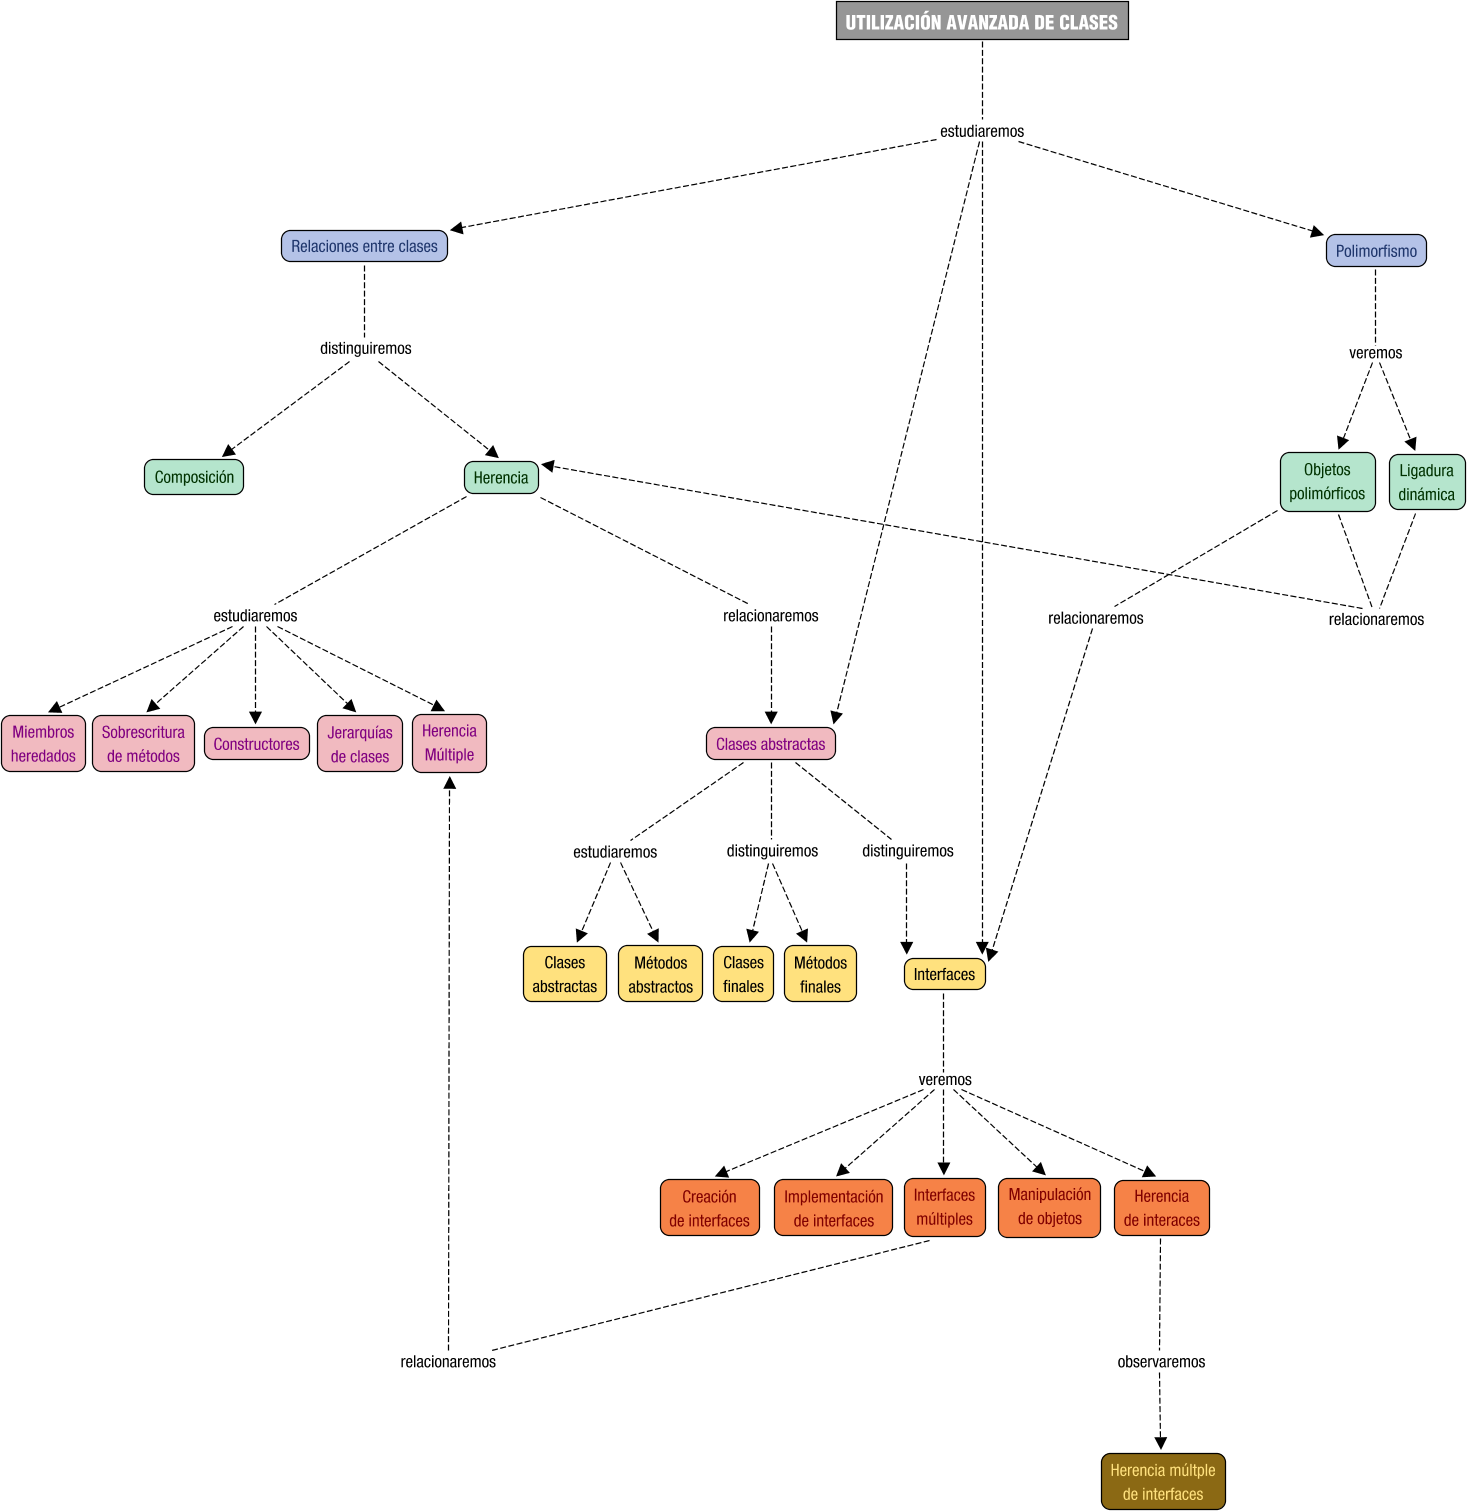 UTILIZACIÓN AVANZADA DE CLASES
estudiaremos
Relaciones entre clases
Polimorfismo
distinguiremos
veremos
Composición
Herencia
Objetos
polimórficos
Ligadura
dinámica
estudiaremos
relacionaremos
relacionaremos
relacionaremos
Miembros
heredados
Sobrescritura
de métodos
Constructores
Jerarquías
de clases
Herencia
Múltiple
Clases abstractas
estudiaremos
distinguiremos
distinguiremos
Clases
abstractas
Métodos
abstractos
Clases
finales
Métodos
finales
Interfaces
veremos
Creación
de interfaces
Implementación
de interfaces
Interfaces
múltiples
Manipulación
de objetos
Herencia
de interaces
relacionaremos
observaremos
Herencia múltple
de interfaces